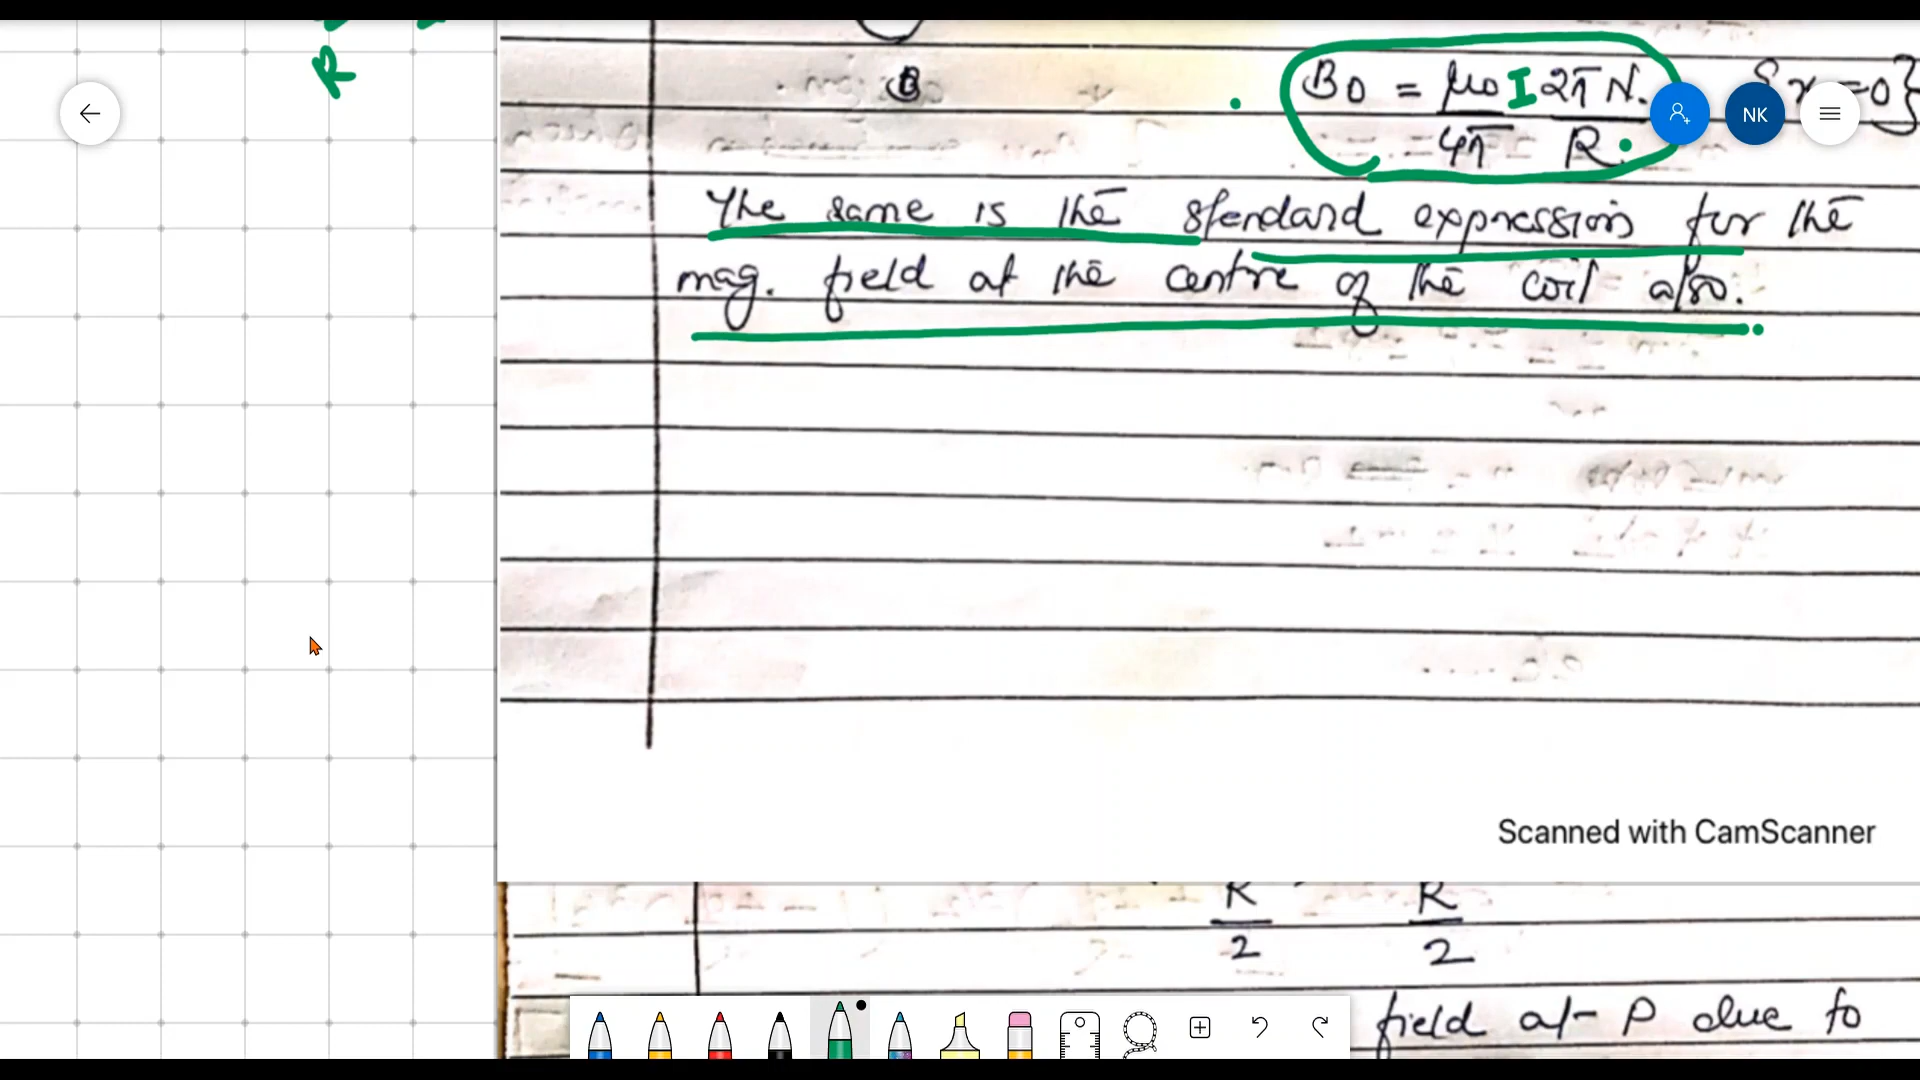 R
B
B0 = μ0 I 2π N. {x=0}
4π R
NK
The same is the standard expression for the
mag. field at the centre of the coil also.
Scanned with CamScanner
R R
2 2
field at P due to